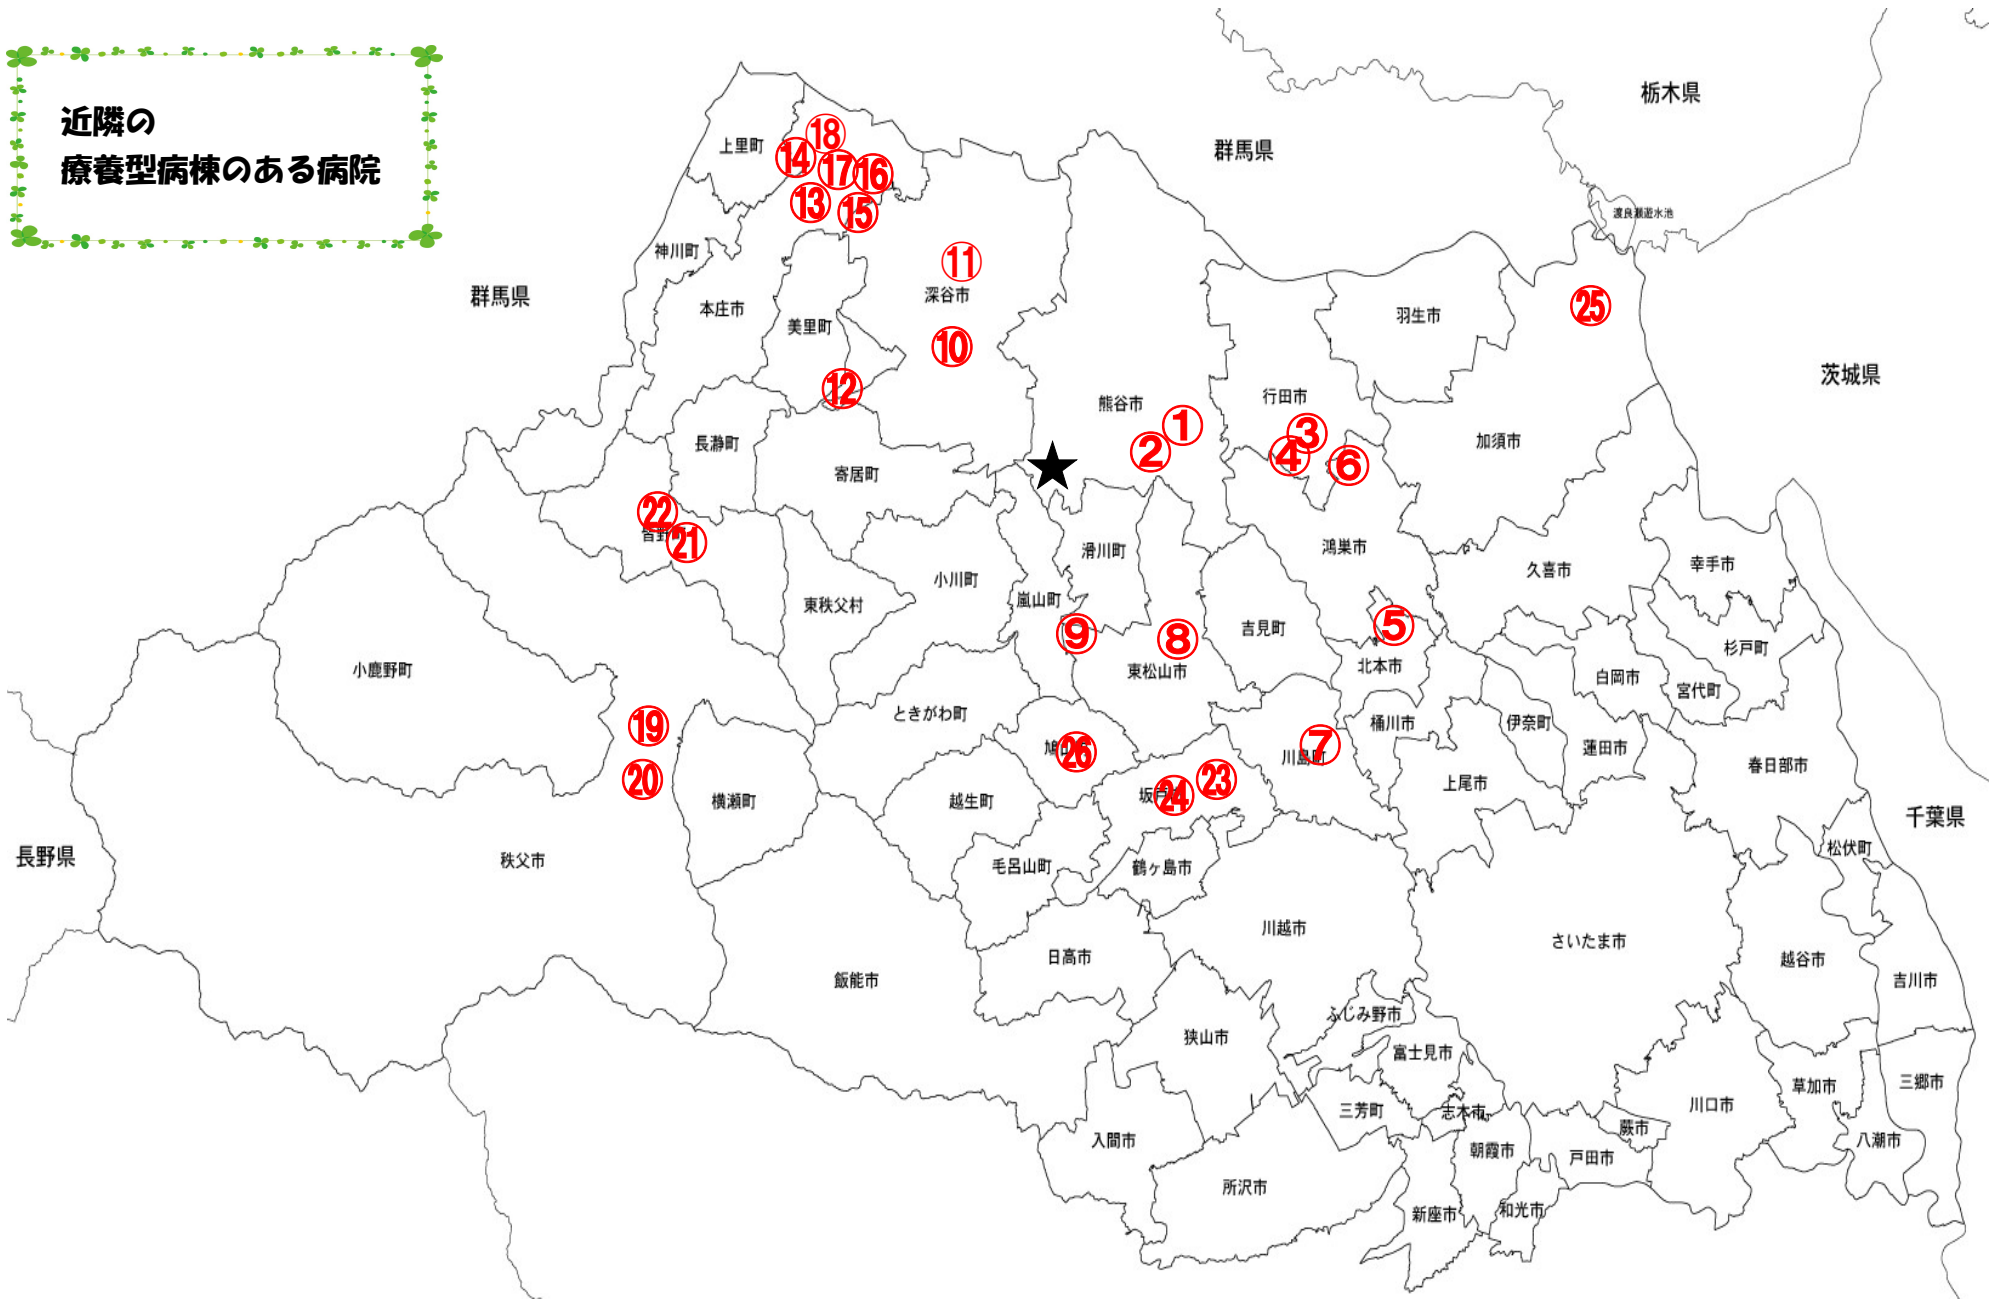 近隣の
療養型病棟のある病院
栃木県
群馬県
上里町
⑱
⑭
⑰
⑯
⑬
⑮
渡良瀬遊水池
神川町
⑪
群馬県
深谷市
本庄市
美里町
羽生市
㉕
⑩
茨城県
⑫
熊谷市
行田市
①
③
②
④
⑥
加須市
長瀞町
寄居町
★
㉒
皆野
㉑
滑川町
鴻巣市
小川町
久喜市
幸手市
東秩父村
嵐山町
⑨
⑧
吉見町
⑤
杉戸町
小鹿野町
東松山市
北本市
白岡市
宮代町
ときがわ町
⑲
桶川市
伊奈町
鳩
㉖
⑦
川島町
蓮田市
春日部市
⑳
横瀬町
越生町
坂戸
㉔
㉓
上尾市
千葉県
長野県
秩父市
毛呂山町
鶴ヶ島市
松伏町
川越市
さいたま市
日高市
越谷市
飯能市
吉川市
ふじみ野市
狭山市
富士見市
三芳町
志木市
川口市
草加市
三郷市
入間市
蕨市
八潮市
朝霞市
戸田市
所沢市
新座市
和光市